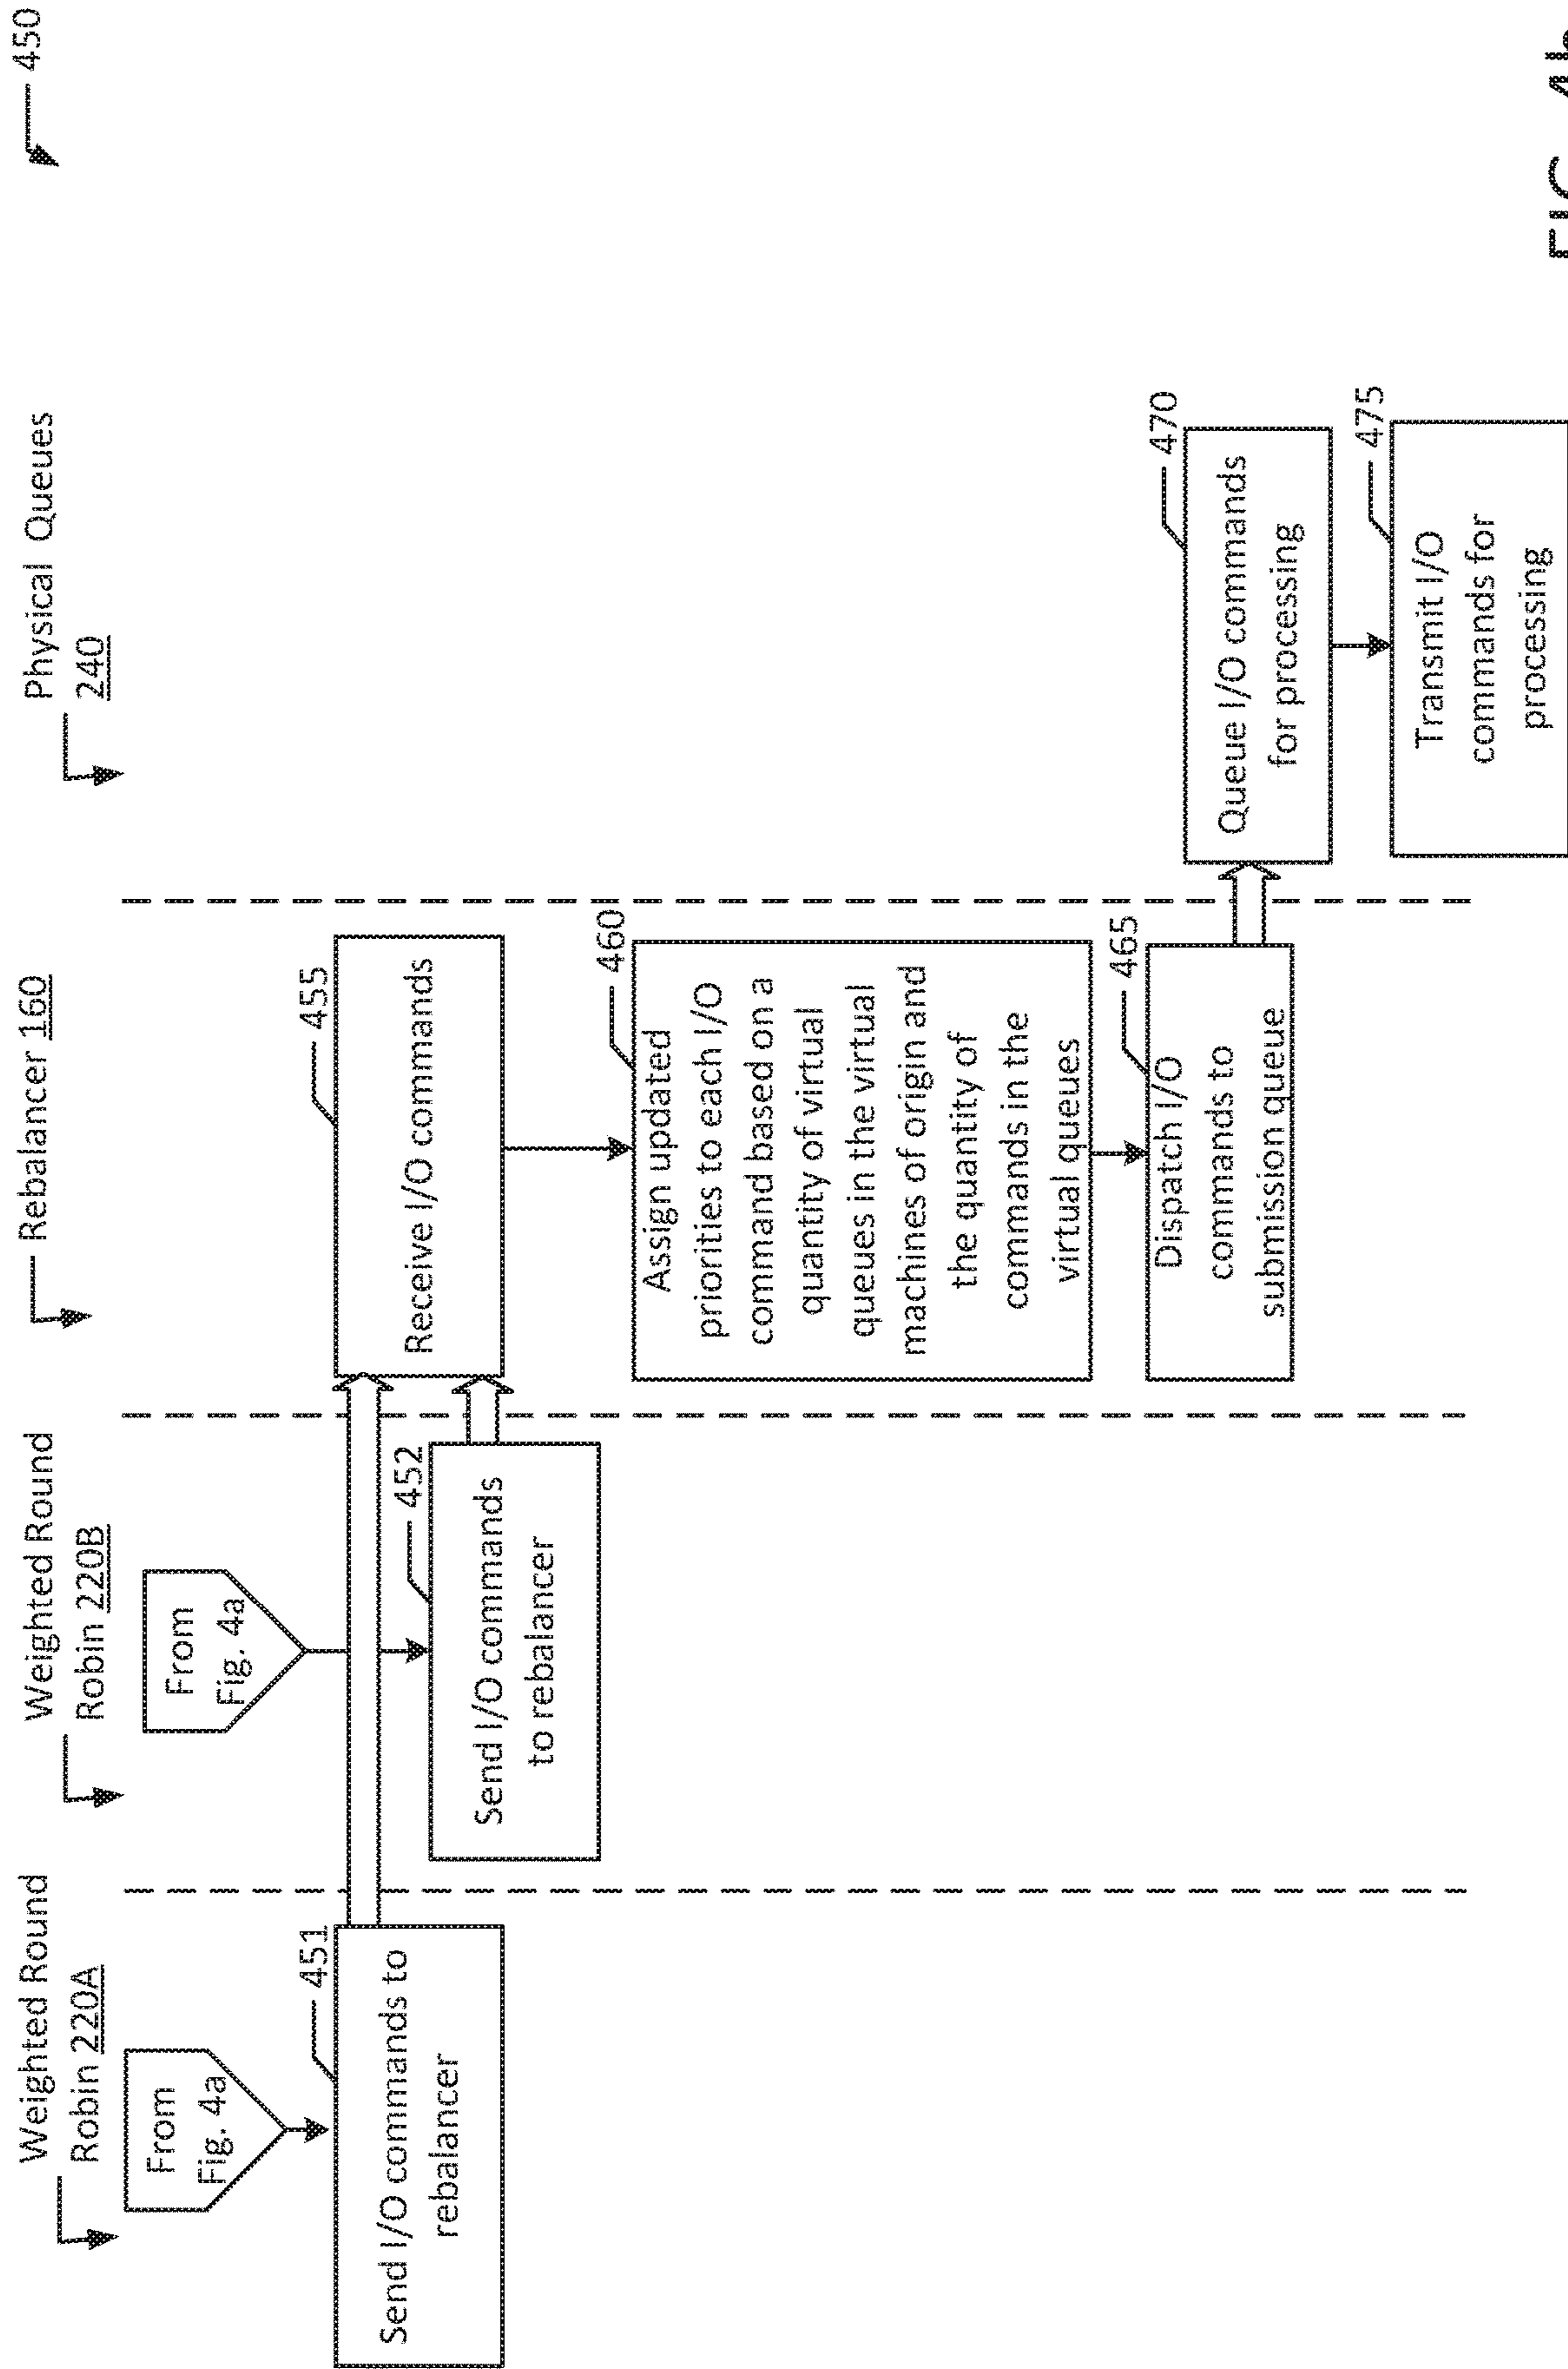 450
Weighted Round
Robin 220A
Weighted Round
Robin 220B
Rebalancer 160
Physical Queues
240
From
Fig. 4a
451
Send I/O commands to
rebalancer
From
Fig. 4a
452
Send I/O commands
to rebalancer
455
Receive I/O commands
460
Assign updated
priorities to each I/O
command based on a
quantity of virtual
queues in the virtual
machines of origin and
the quantity of
commands in the
virtual queues
465
Dispatch I/O
commands to
submission queue
470
Queue I/O commands
for processing
475
Transmit I/O
commands for
processing